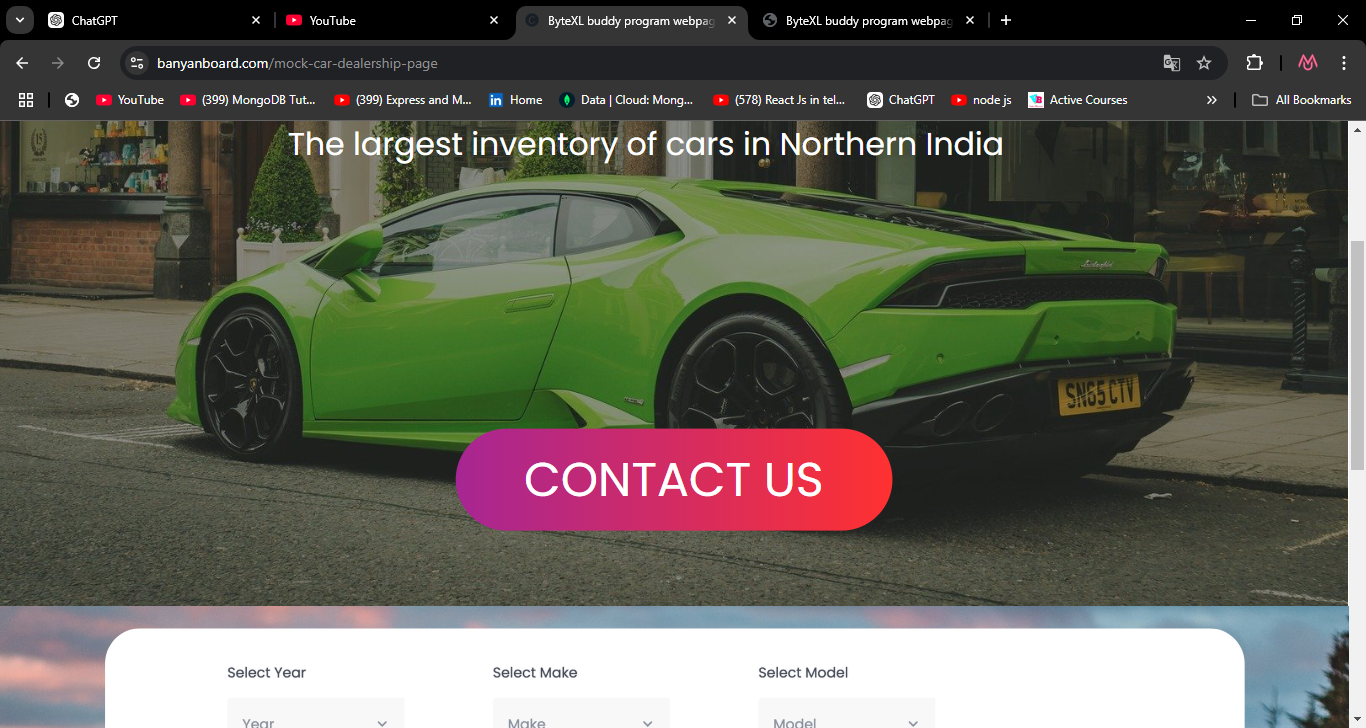 ChatGPT
YouTube
ByteXL buddy program webpag
ByteXL buddy program webpag
banyanboard.com/mock-car-dealership-page
YouTube
(399) MongoDB Tut...
(399) Express and M...
Home
Data | Cloud: Mong...
(578) React Js in tel...
ChatGPT
node js
Active Courses
All Bookmarks
The largest inventory of cars in Northern India
Lamborghini
SN65 CTV
CONTACT US
Select Year
Select Make
Select Model
Year
Make
Model